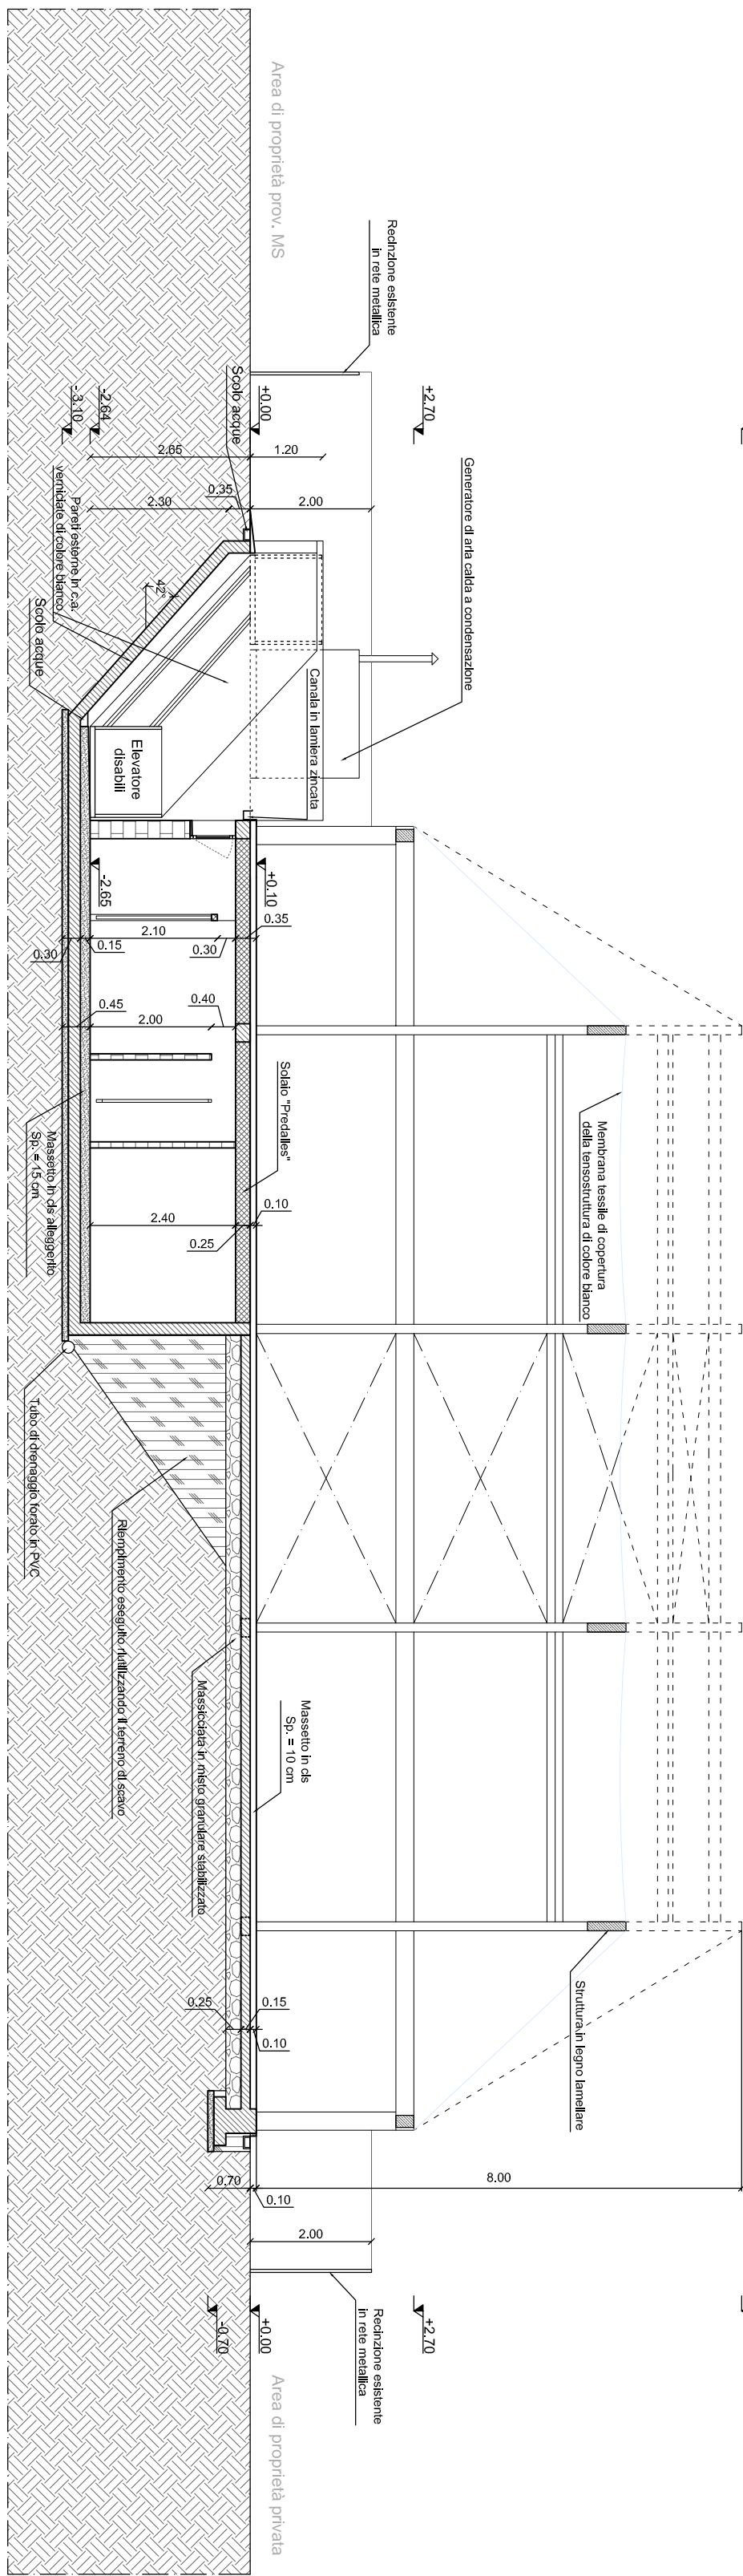 Area di proprietà prov. MS
Recinzione esistente
in rete metallica
+2.70
+0.00
-2.64
-3.10
Scolo acque
2.65
1.20
2.30
0.35
2.00
Generatore di aria calda a condensazione
Pareti esterne in c.a.
verniciate di colore bianco
42°
Scolo acque
Canala in lamiera zincata
Elevatore
disabili
+0.10
-2.65
0.35
2.10
0.30
0.15
0.30
0.45
2.00
0.40
Solaio "Predalles"
Membrana tessile di copertura
della tensostruttura di colore bianco
Massetto in cls alleggerito
Sp. = 15 cm
0.10
2.40
0.25
Tubo di drenaggio forato in PVC
Riempimento eseguito riutilizzando il terreno di scavo
Massicciata in misto granulare stabilizzato
Massetto in cls
Sp. = 10 cm
Struttura in legno lamellare
0.25
0.15
0.10
0.70
0.10
8.00
2.00
+2.70
+0.00
-0.70
Recinzione esistente
in rete metallica
Area di proprietà privata